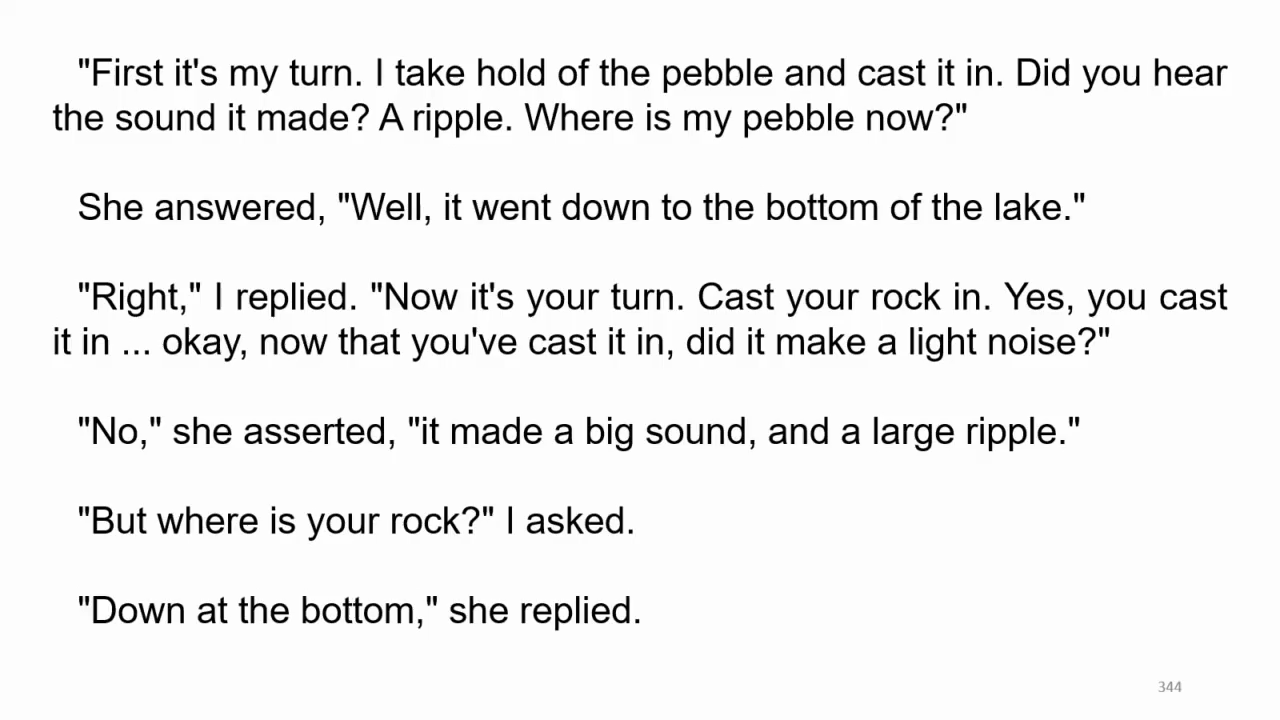 "First it's my turn. I take hold of the pebble and cast it in. Did you hear
the sound it made? A ripple. Where is my pebble now?"
She answered, "Well, it went down to the bottom of the lake."
"Right," I replied. "Now it's your turn. Cast your rock in. Yes, you cast
it in ... okay, now that you've cast it in, did it make a light noise?"
"No," she asserted, "it made a big sound, and a large ripple."
"But where is your rock?" I asked.
"Down at the bottom," she replied.
344